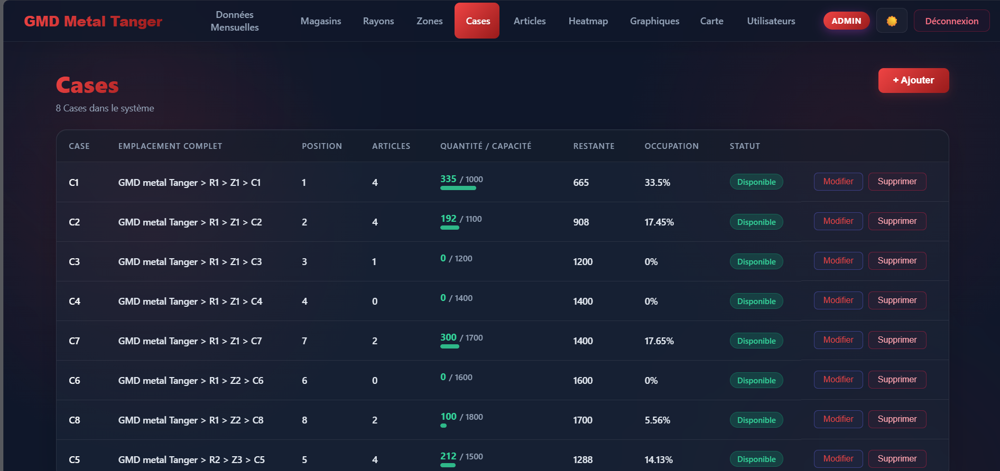 GMD Metal Tanger
Données
Mensuelles
Magasins
Rayons
Zones
Cases
Articles
Heatmap
Graphiques
Carte
Utilisateurs
ADMIN
Déconnexion
Cases
8 Cases dans le système
+ Ajouter
CASE EMPLACEMENT COMPLET POSITION ARTICLES QUANTITÉ / CAPACITÉ RESTANTE OCCUPATION STATUT
C1 GMD metal Tanger > R1 > Z1 > C1 1 4 335 / 1000 665 33.5% Disponible Modifier Supprimer
C2 GMD metal Tanger > R1 > Z1 > C2 2 4 192 / 1100 908 17.45% Disponible Modifier Supprimer
C3 GMD metal Tanger > R1 > Z1 > C3 3 1 0 / 1200 1200 0% Disponible Modifier Supprimer
C4 GMD metal Tanger > R1 > Z1 > C4 4 0 0 / 1400 1400 0% Disponible Modifier Supprimer
C7 GMD metal Tanger > R1 > Z1 > C7 7 2 300 / 1700 1400 17.65% Disponible Modifier Supprimer
C6 GMD metal Tanger > R1 > Z2 > C6 6 0 0 / 1600 1600 0% Disponible Modifier Supprimer
C8 GMD metal Tanger > R1 > Z2 > C8 8 2 100 / 1800 1700 5.56% Disponible Modifier Supprimer
C5 GMD metal Tanger > R2 > Z3 > C5 5 4 212 / 1500 1288 14.13% Disponible Modifier Supprimer